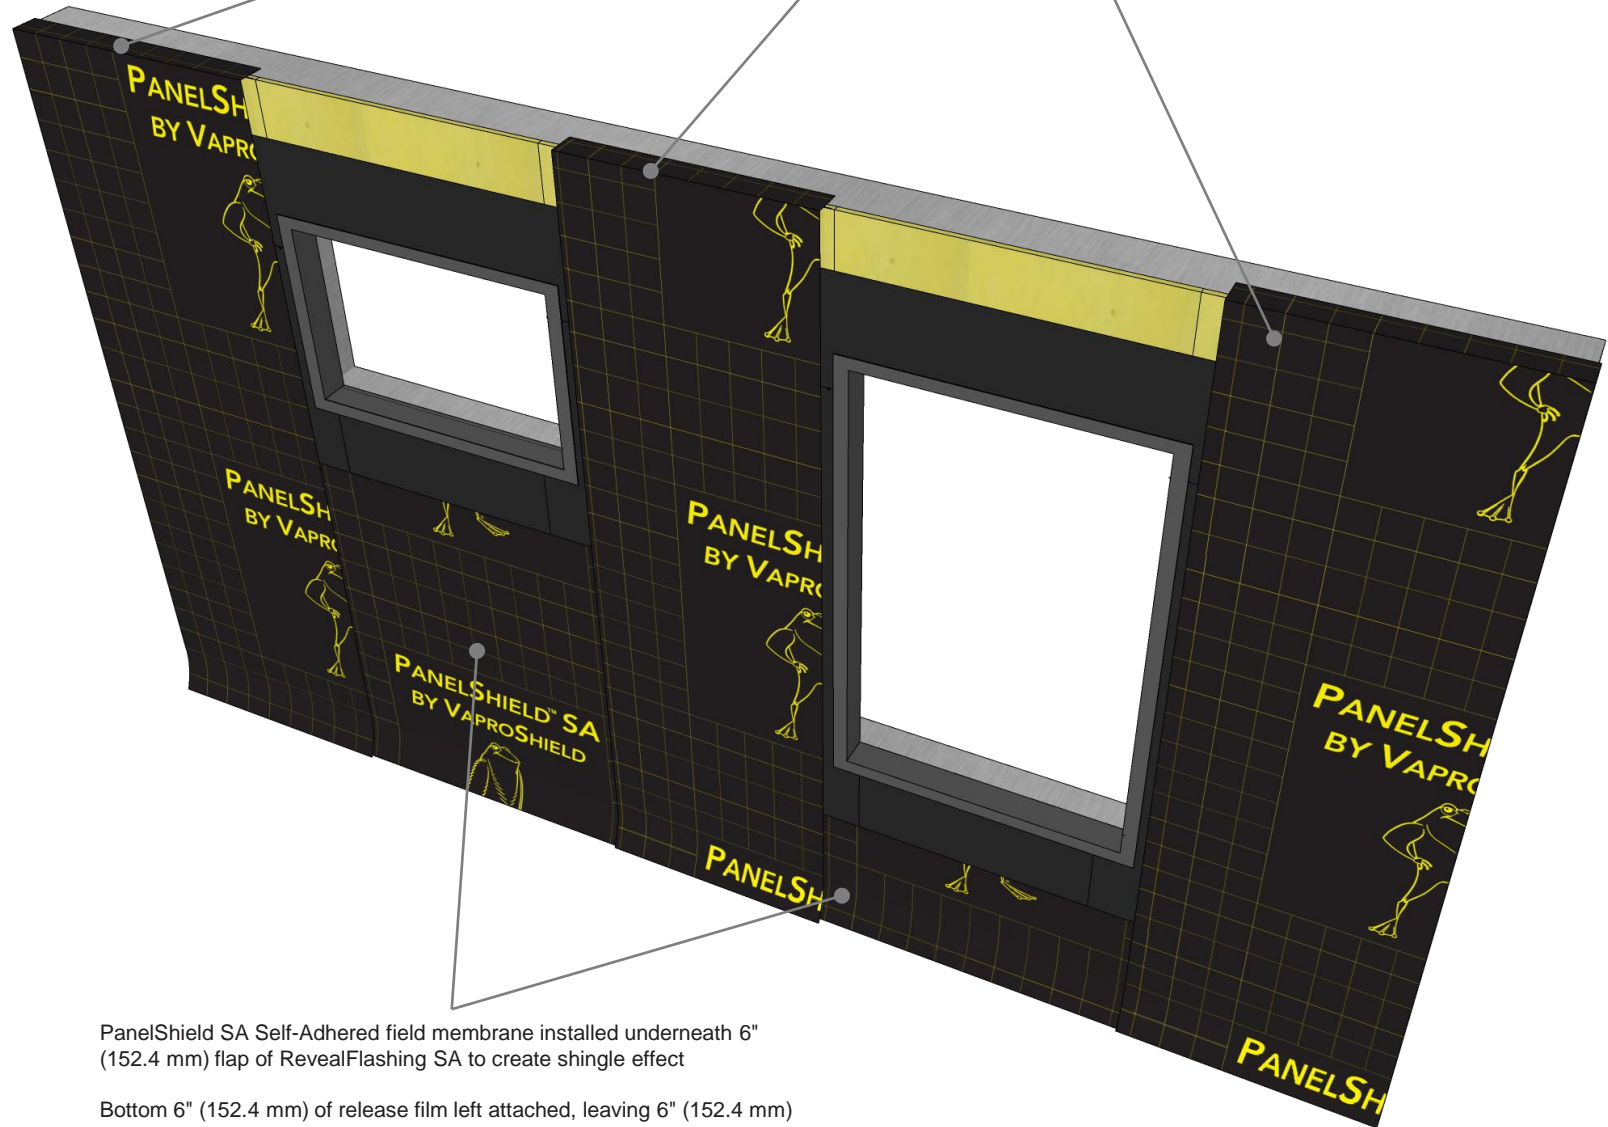 PANELSH
BY VAPRO
PANELSH
BY VAPRO
PANELSH
BY VAPRO
PANELSHIELD™ SA
BY VAPROSHIELD
PANELSH
BY VAPRO
PANELSH
PANELSH
PanelShield SA Self-Adhered field membrane installed underneath 6"
(152.4 mm) flap of RevealFlashing SA to create shingle effect
Bottom 6" (152.4 mm) of release film left attached, leaving 6" (152.4 mm)